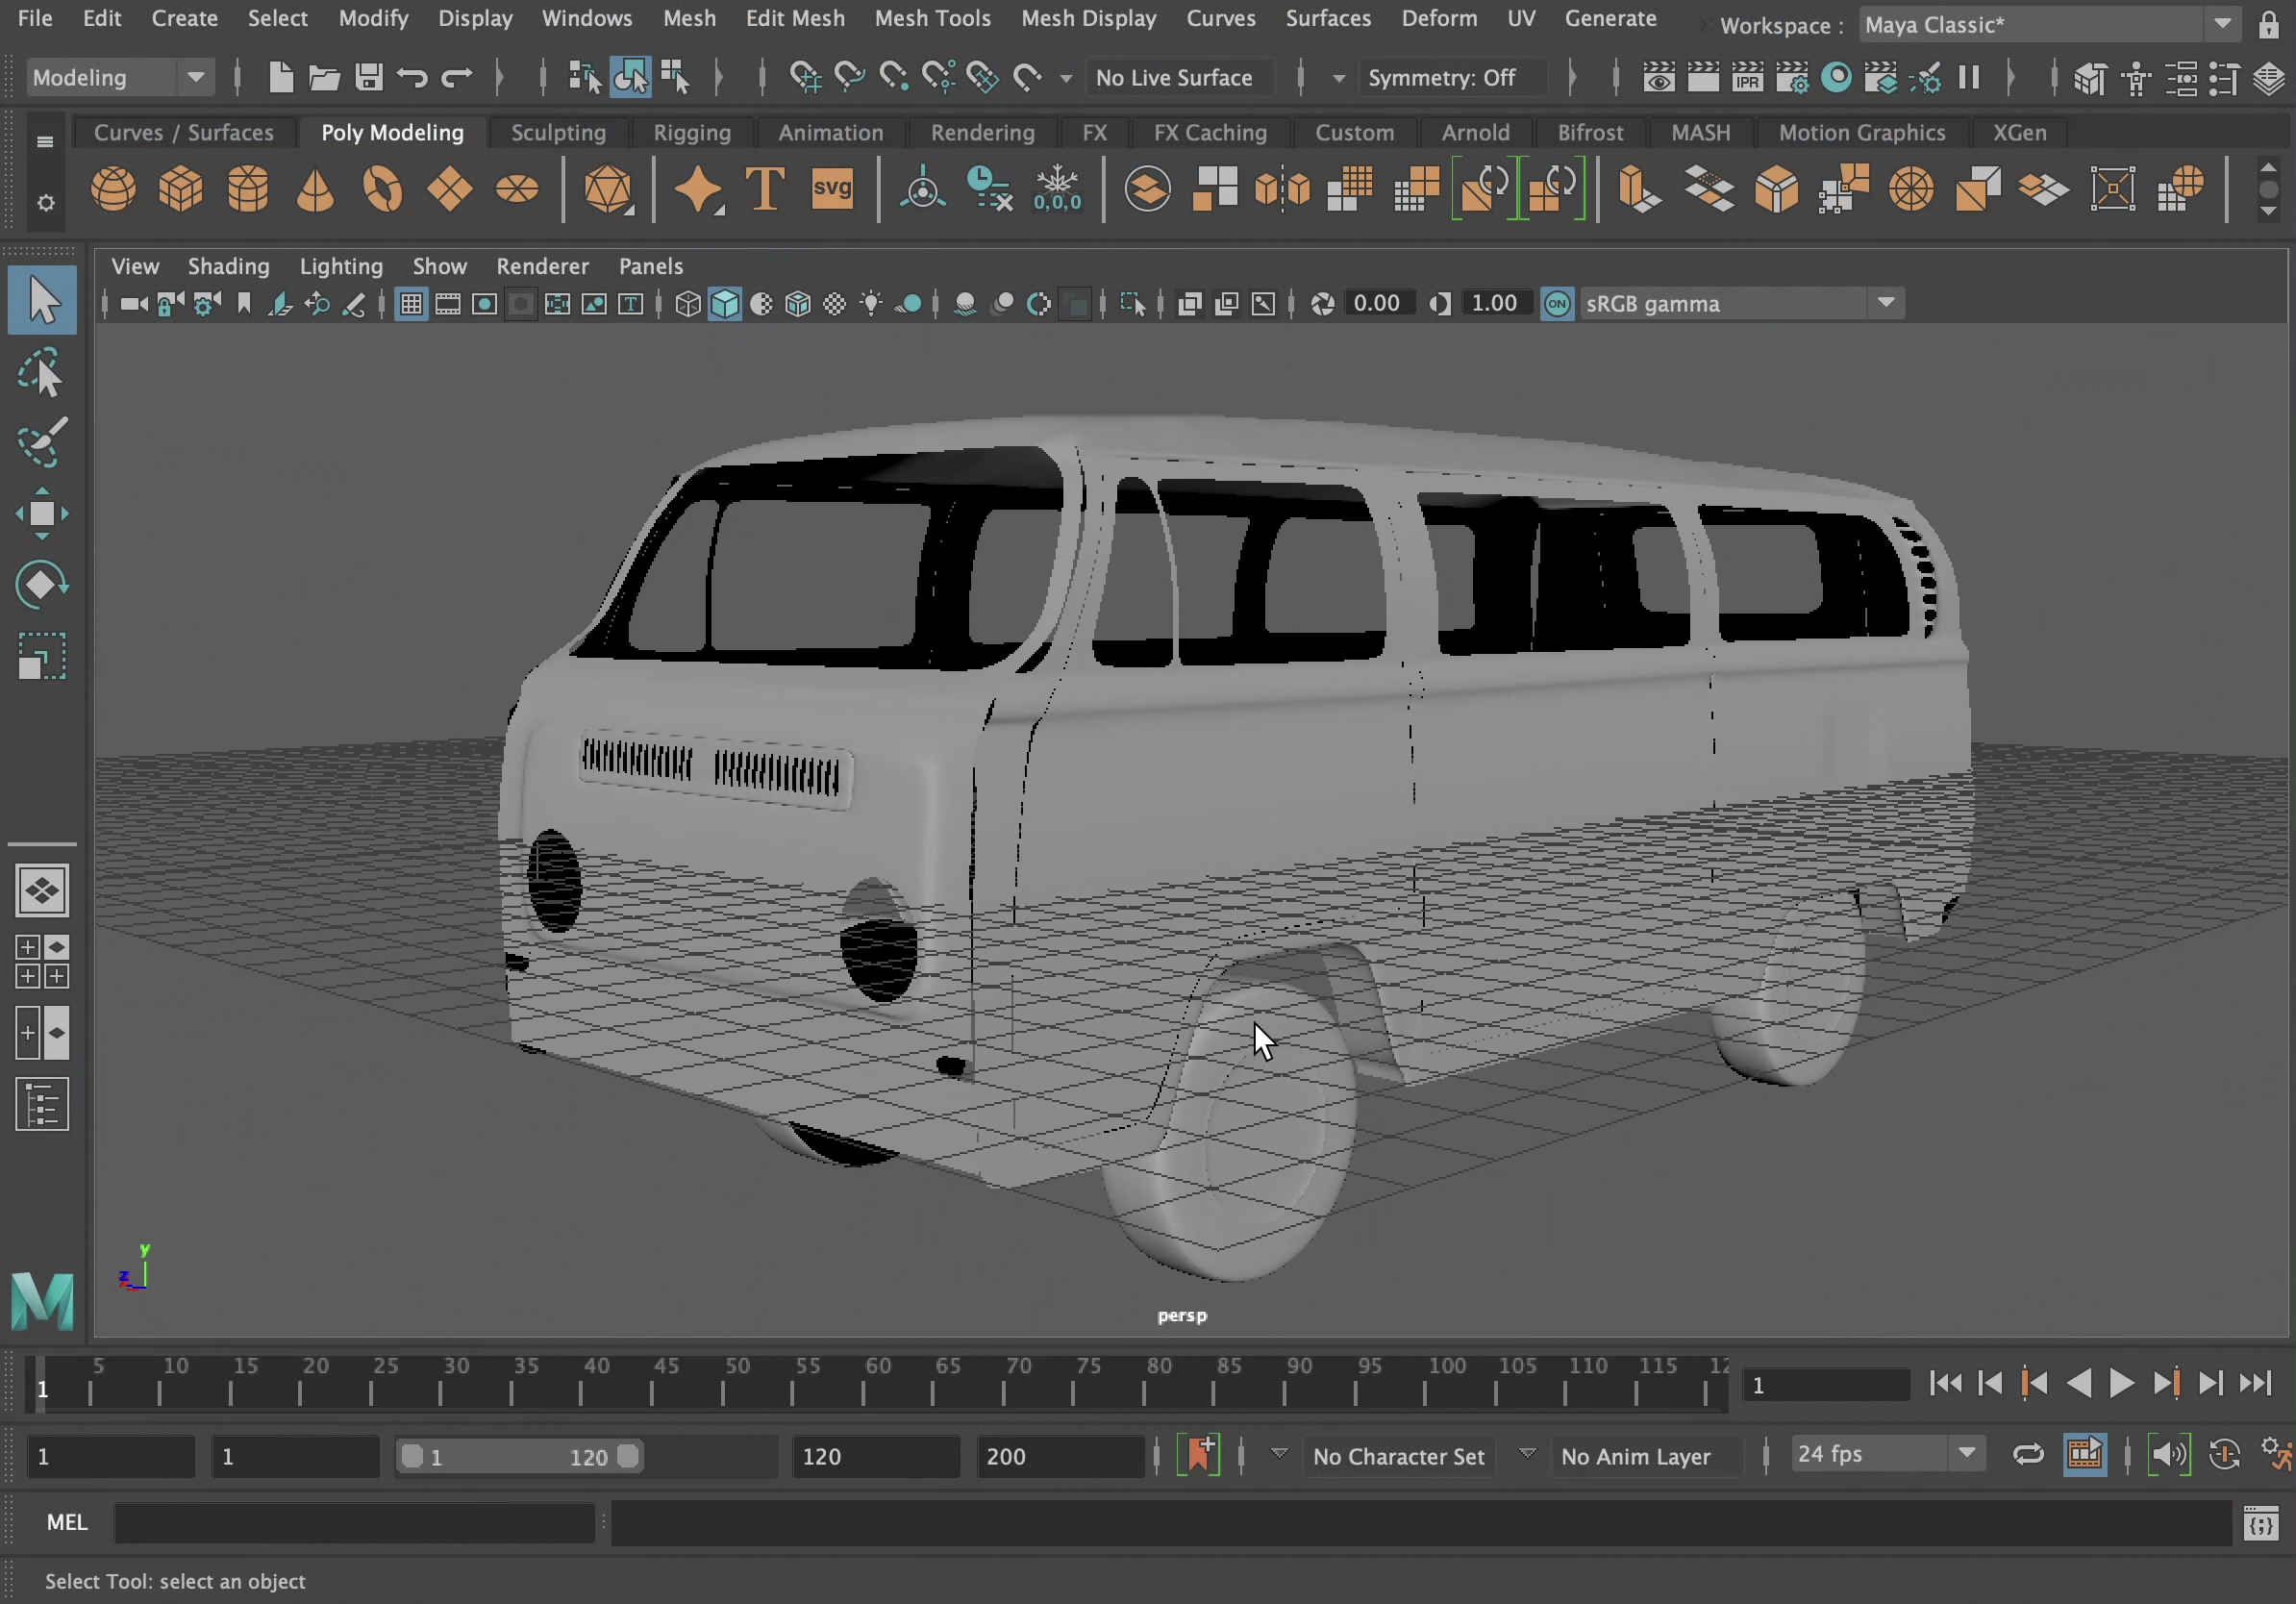 File Edit Create Select Modify Display Windows Mesh Edit Mesh Mesh Tools Mesh Display Curves Surfaces Deform UV Generate Workspace : Maya Classic*
Modeling No Live Surface Symmetry: Off IPR
Curves / Surfaces Poly Modeling Sculpting Rigging Animation Rendering FX FX Caching Custom Arnold Bifrost MASH Motion Graphics XGen
T svg 0,0,0
View Shading Lighting Show Renderer Panels
T 0.00 1.00 ON sRGB gamma
y
z
persp
5 10 15 20 25 30 35 40 45 50 55 60 65 70 75 80 85 90 95 100 105 110 115 12
1 1
1 1 1 120 120 200 No Character Set No Anim Layer 24 fps
MEL
Select Tool: select an object